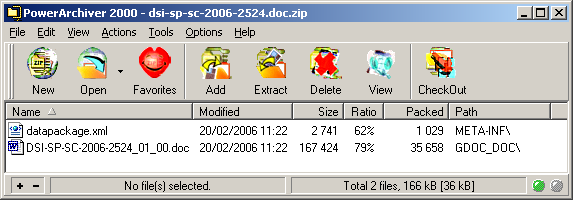 PowerArchiver 2000 - dsi-sp-sc-2006-2524.doc.zip
File Edit View Actions Tools Options Help
New Open Favorites Add Extract Delete View CheckOut
Name Modified Size Ratio Packed Path
datapackage.xml 20/02/2006 11:22 2 741 62% 1 029 META-INF\
DSI-SP-SC-2006-2524_01_00.doc 20/02/2006 11:22 167 424 79% 35 658 GDOC_DOC\
+ - No file(s) selected. Total 2 files, 166 kB [36 kB]